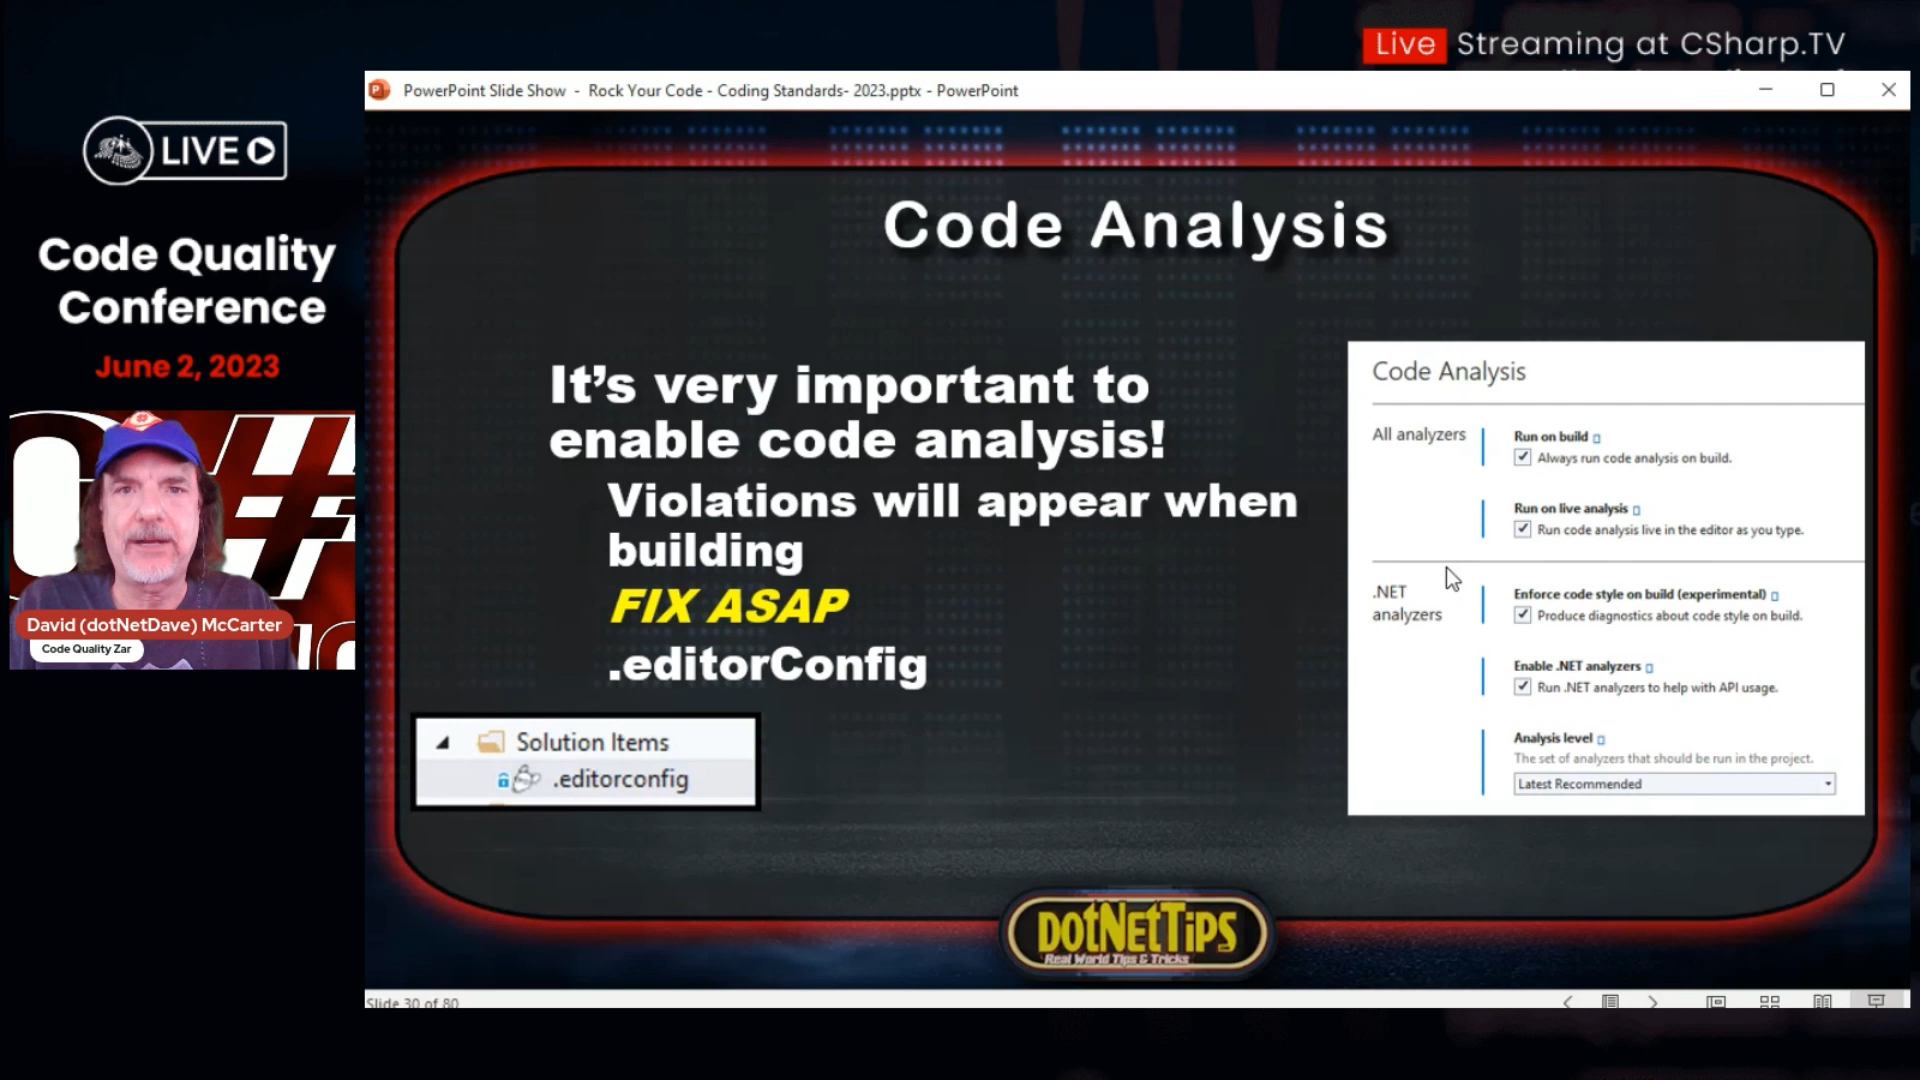 Live Streaming at CSharp.TV
PowerPoint Slide Show - Rock Your Code - Coding Standards- 2023.pptx - PowerPoint
LIVE
Code Quality
Conference
June 2, 2023
David (dotNetDave) McCarter
Code Quality Zar
Code Analysis
It's very important to
enable code analysis!
Violations will appear when
building
FIX ASAP
.editorConfig
Solution Items
.editorconfig
Code Analysis
All analyzers
Run on build
Always run code analysis on build.
Run on live analysis
Run code analysis live in the editor as you type.
.NET
analyzers
Enforce code style on build (experimental)
Produce diagnostics about code style on build.
Enable .NET analyzers
Run .NET analyzers to help with API usage.
Analysis level
The set of analyzers that should be run in the project.
Latest Recommended
dotNetTips
Real World Tips & Tricks
Slide 30 of 80